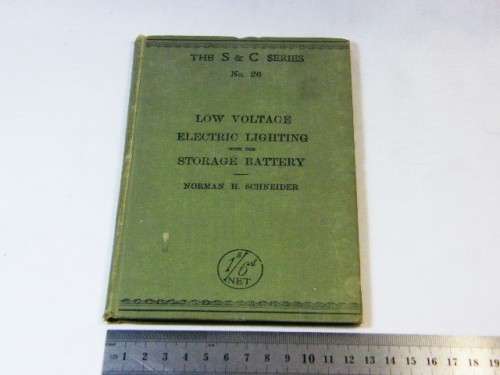 THE S & C SERIES
No. 26
LOW VOLTAGE
ELECTRIC LIGHTING
WITH THE
STORAGE BATTERY
NORMAN H. SCHNEIDER
1/6
NET
1 2 3 4 5 6 7 8 9 10 11 12 13 14 15 16 17 18 19